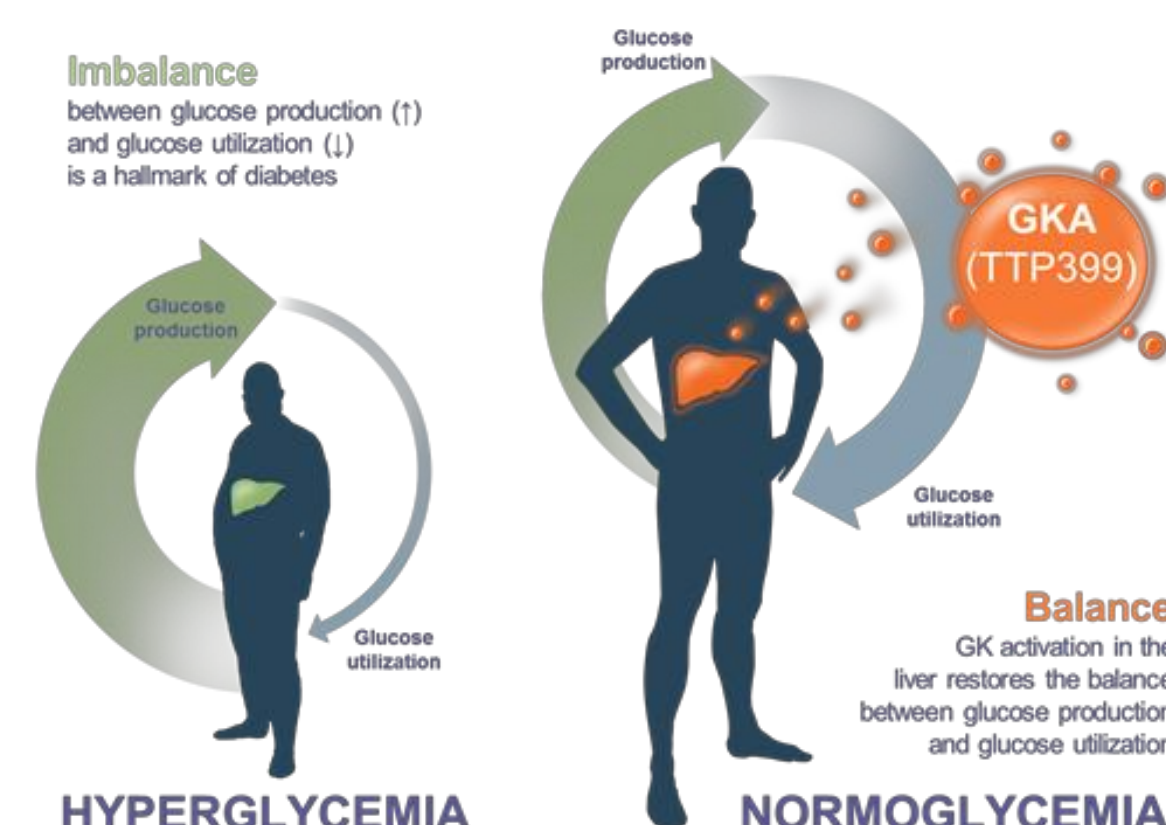 Imbalance
between glucose production (↑)
and glucose utilization (↓)
is a hallmark of diabetes
Glucose
production
Glucose
utilization
HYPERGLYCEMIA
Glucose
production
GKA
(TTP399)
Glucose
utilization
Balance
GK activation in the
liver restores the balance
between glucose production
and glucose utilization
NORMOGLYCEMIA